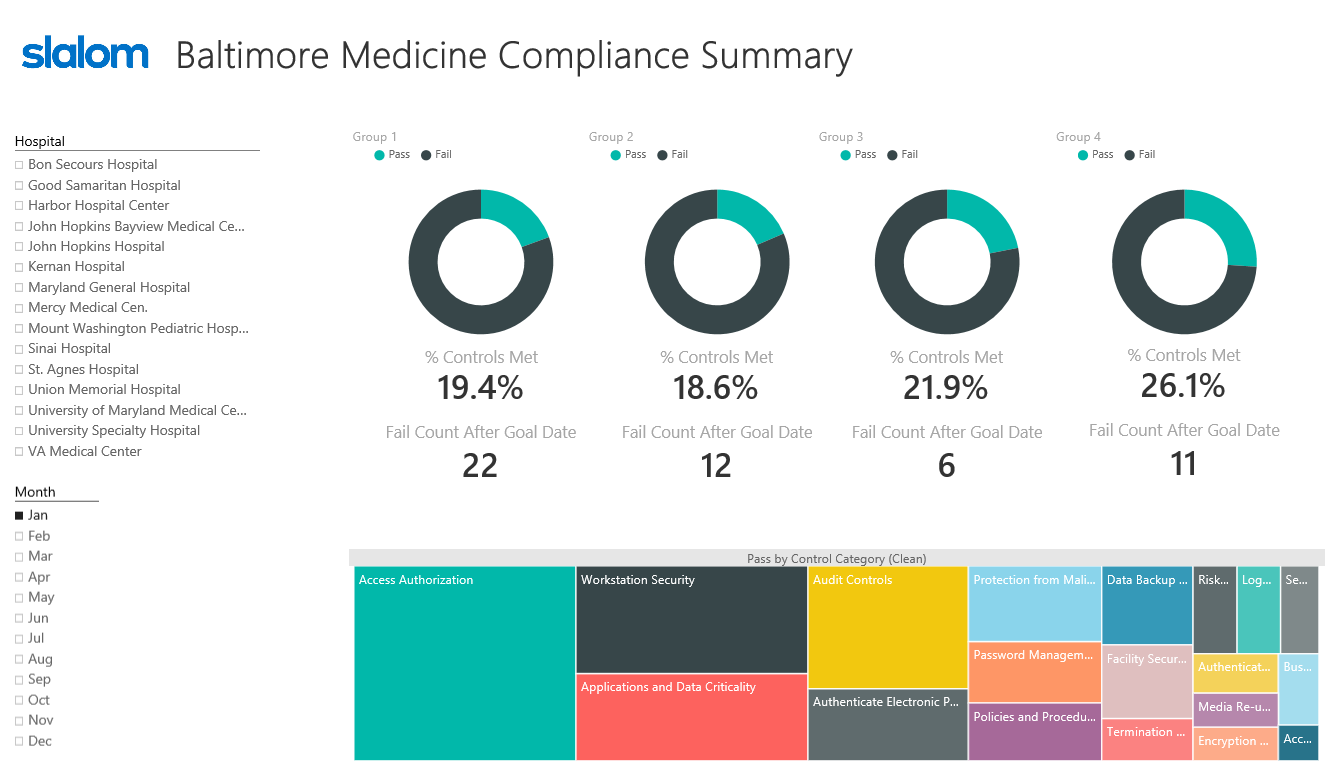 slalom
Baltimore Medicine Compliance Summary
Hospital
Bon Secours Hospital
Good Samaritan Hospital
Harbor Hospital Center
John Hopkins Bayview Medical Ce...
John Hopkins Hospital
Kernan Hospital
Maryland General Hospital
Mercy Medical Cen.
Mount Washington Pediatric Hosp...
Sinai Hospital
St. Agnes Hospital
Union Memorial Hospital
University of Maryland Medical Ce...
University Specialty Hospital
VA Medical Center
Month
Jan
Feb
Mar
Apr
May
Jun
Jul
Aug
Sep
Oct
Nov
Dec
Group 1
Pass Fail
% Controls Met
19.4%
Fail Count After Goal Date
22
Group 2
Pass Fail
% Controls Met
18.6%
Fail Count After Goal Date
12
Group 3
Pass Fail
% Controls Met
21.9%
Fail Count After Goal Date
6
Group 4
Pass Fail
% Controls Met
26.1%
Fail Count After Goal Date
11
Pass by Control Category (Clean)
Access Authorization
Workstation Security
Applications and Data Criticality
Audit Controls
Authenticate Electronic P...
Protection from Mali...
Password Managem...
Policies and Procedu...
Data Backup ...
Facility Secur...
Termination ...
Risk...
Log...
Se...
Authenticat...
Media Re-u...
Encryption ...
Bus...
Acc...